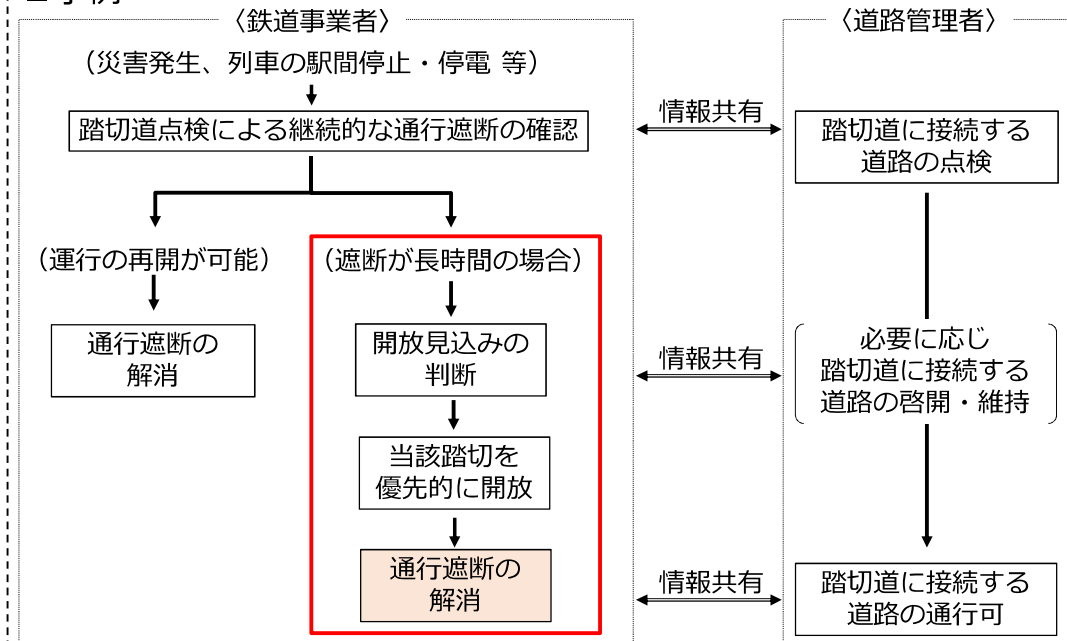 〈鉄道事業者〉
(災害発生、列車の駅間停止・停電 等)
踏切道点検による継続的な通行遮断の確認
(運行の再開が可能)
通行遮断の
解消
(遮断が長時間の場合)
開放見込みの
判断
当該踏切を
優先的に開放
通行遮断の
解消
情報共有
情報共有
情報共有
〈道路管理者〉
踏切道に接続する
道路の点検
必要に応じ
踏切道に接続する
道路の啓開・維持
踏切道に接続する
道路の通行可